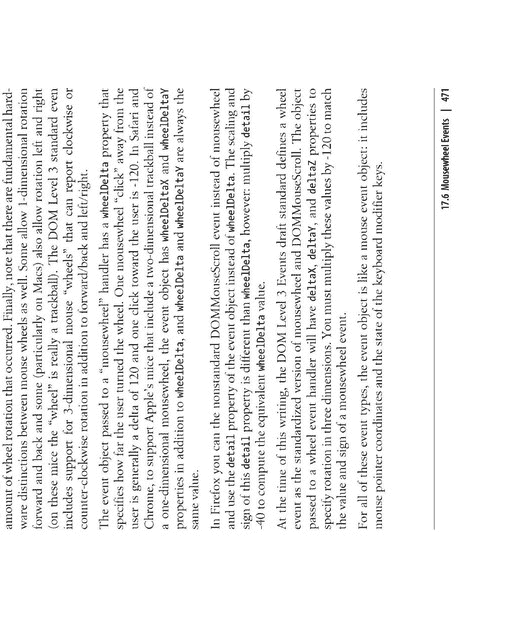 amount of wheel rotation that occurred. Finally, note that there are fundamental hard-
ware distinctions between mouse wheels as well. Some allow 1-dimensional rotation
forward and back and some (particularly on Macs) also allow rotation left and right
(on these mice the “wheel” is really a trackball). The DOM Level 3 standard even
includes support for 3-dimensional mouse “wheels” that can report clockwise or
counter-clockwise rotation in addition to forward/back and left/right.
The event object passed to a “mousewheel” handler has a wheelDelta property that
specifies how far the user turned the wheel. One mousewheel “click” away from the
user is generally a delta of 120 and one click toward the user is -120. In Safari and
Chrome, to support Apple’s mice that include a two-dimensional trackball instead of
a one-dimensional mousewheel, the event object has wheelDeltaX and wheelDeltaY
properties in addition to wheelDelta, and wheelDelta and wheelDeltaY are always the
same value.
In Firefox you can the nonstandard DOMMouseScroll event instead of mousewheel
and use the detail property of the event object instead of wheelDelta. The scaling and
sign of this detail property is different than wheelDelta, however: multiply detail by
-40 to compute the equivalent wheelDelta value.
At the time of this writing, the DOM Level 3 Events draft standard defines a wheel
event as the standardized version of mousewheel and DOMMouseScroll. The object
passed to a wheel event handler will have deltaX, deltaY, and deltaZ properties to
specify rotation in three dimensions. You must multiply these values by -120 to match
the value and sign of a mousewheel event.
For all of these event types, the event object is like a mouse event object: it includes
mouse pointer coordinates and the state of the keyboard modifier keys.
17.6 Mousewheel Events | 471